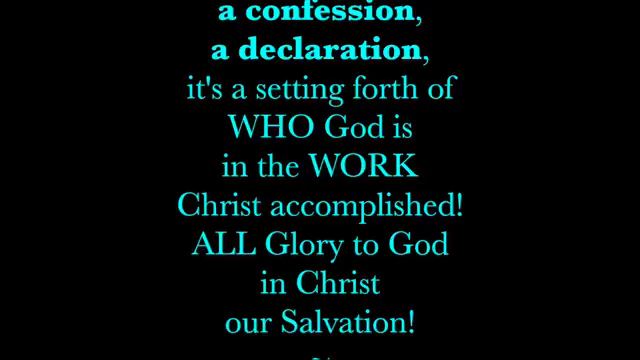 a confession,
a declaration,
it's a setting forth of
WHO God is
in the WORK
Christ accomplished!
ALL Glory to God
in Christ
our Salvation!